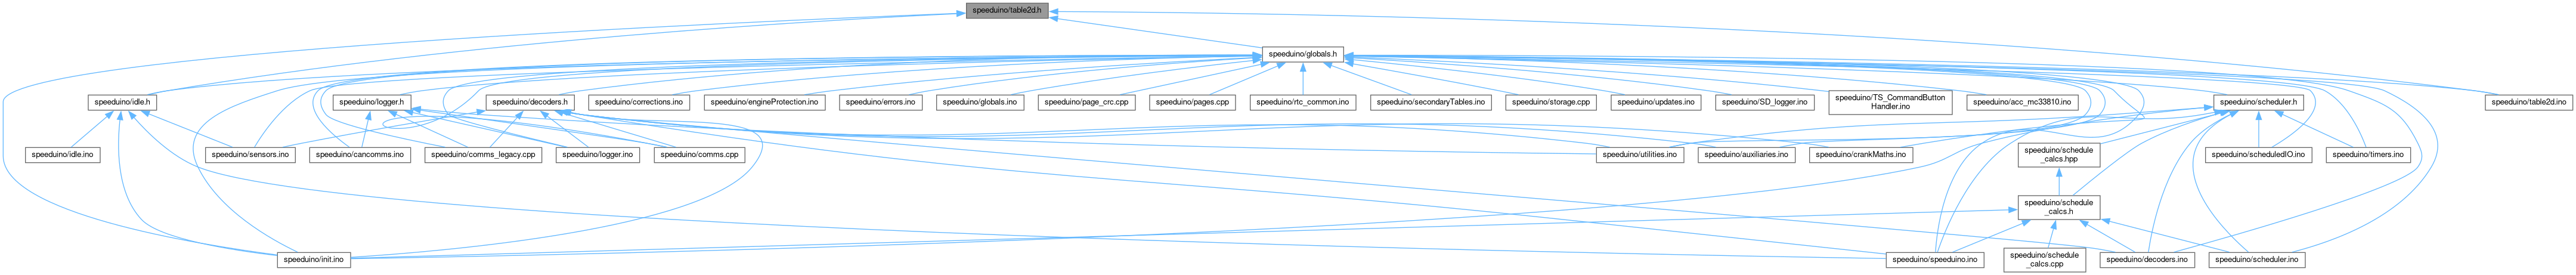 speeduino/table2d.h
speeduino/globals.h
speeduino/idle.h
speeduino/logger.h
speeduino/decoders.h
speeduino/corrections.ino
speeduino/engineProtection.ino
speeduino/errors.ino
speeduino/globals.ino
speeduino/page_crc.cpp
speeduino/pages.cpp
speeduino/rtc_common.ino
speeduino/secondaryTables.ino
speeduino/storage.cpp
speeduino/updates.ino
speeduino/SD_logger.ino
speeduino/TS_CommandButton
Handler.ino
speeduino/acc_mc33810.ino
speeduino/scheduler.h
speeduino/table2d.ino
speeduino/idle.ino
speeduino/sensors.ino
speeduino/cancomms.ino
speeduino/comms_legacy.cpp
speeduino/logger.ino
speeduino/comms.cpp
speeduino/utilities.ino
speeduino/auxiliaries.ino
speeduino/crankMaths.ino
speeduino/schedule
_calcs.hpp
speeduino/scheduledIO.ino
speeduino/timers.ino
speeduino/schedule
_calcs.h
speeduino/init.ino
speeduino/speeduino.ino
speeduino/schedule
_calcs.cpp
speeduino/decoders.ino
speeduino/scheduler.ino